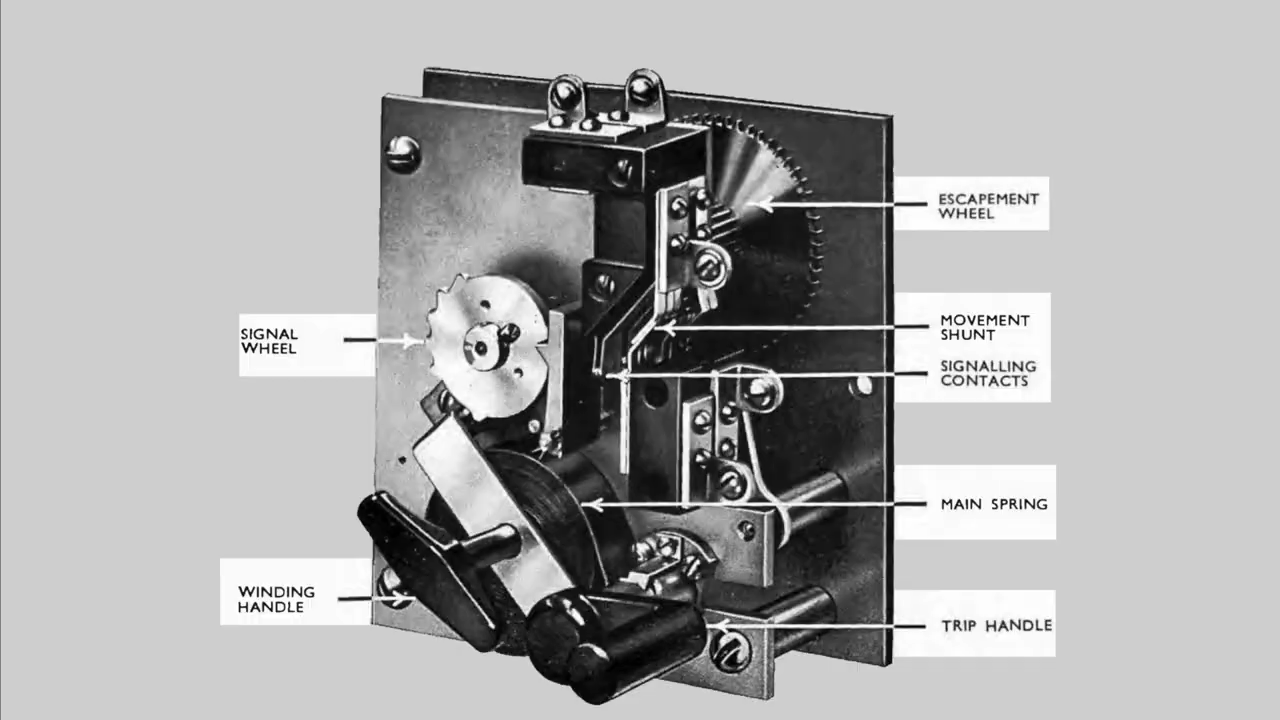 ESCAPEMENT
WHEEL
SIGNAL
WHEEL
MOVEMENT
SHUNT
SIGNALLING
CONTACTS
MAIN SPRING
WINDING
HANDLE
TRIP HANDLE